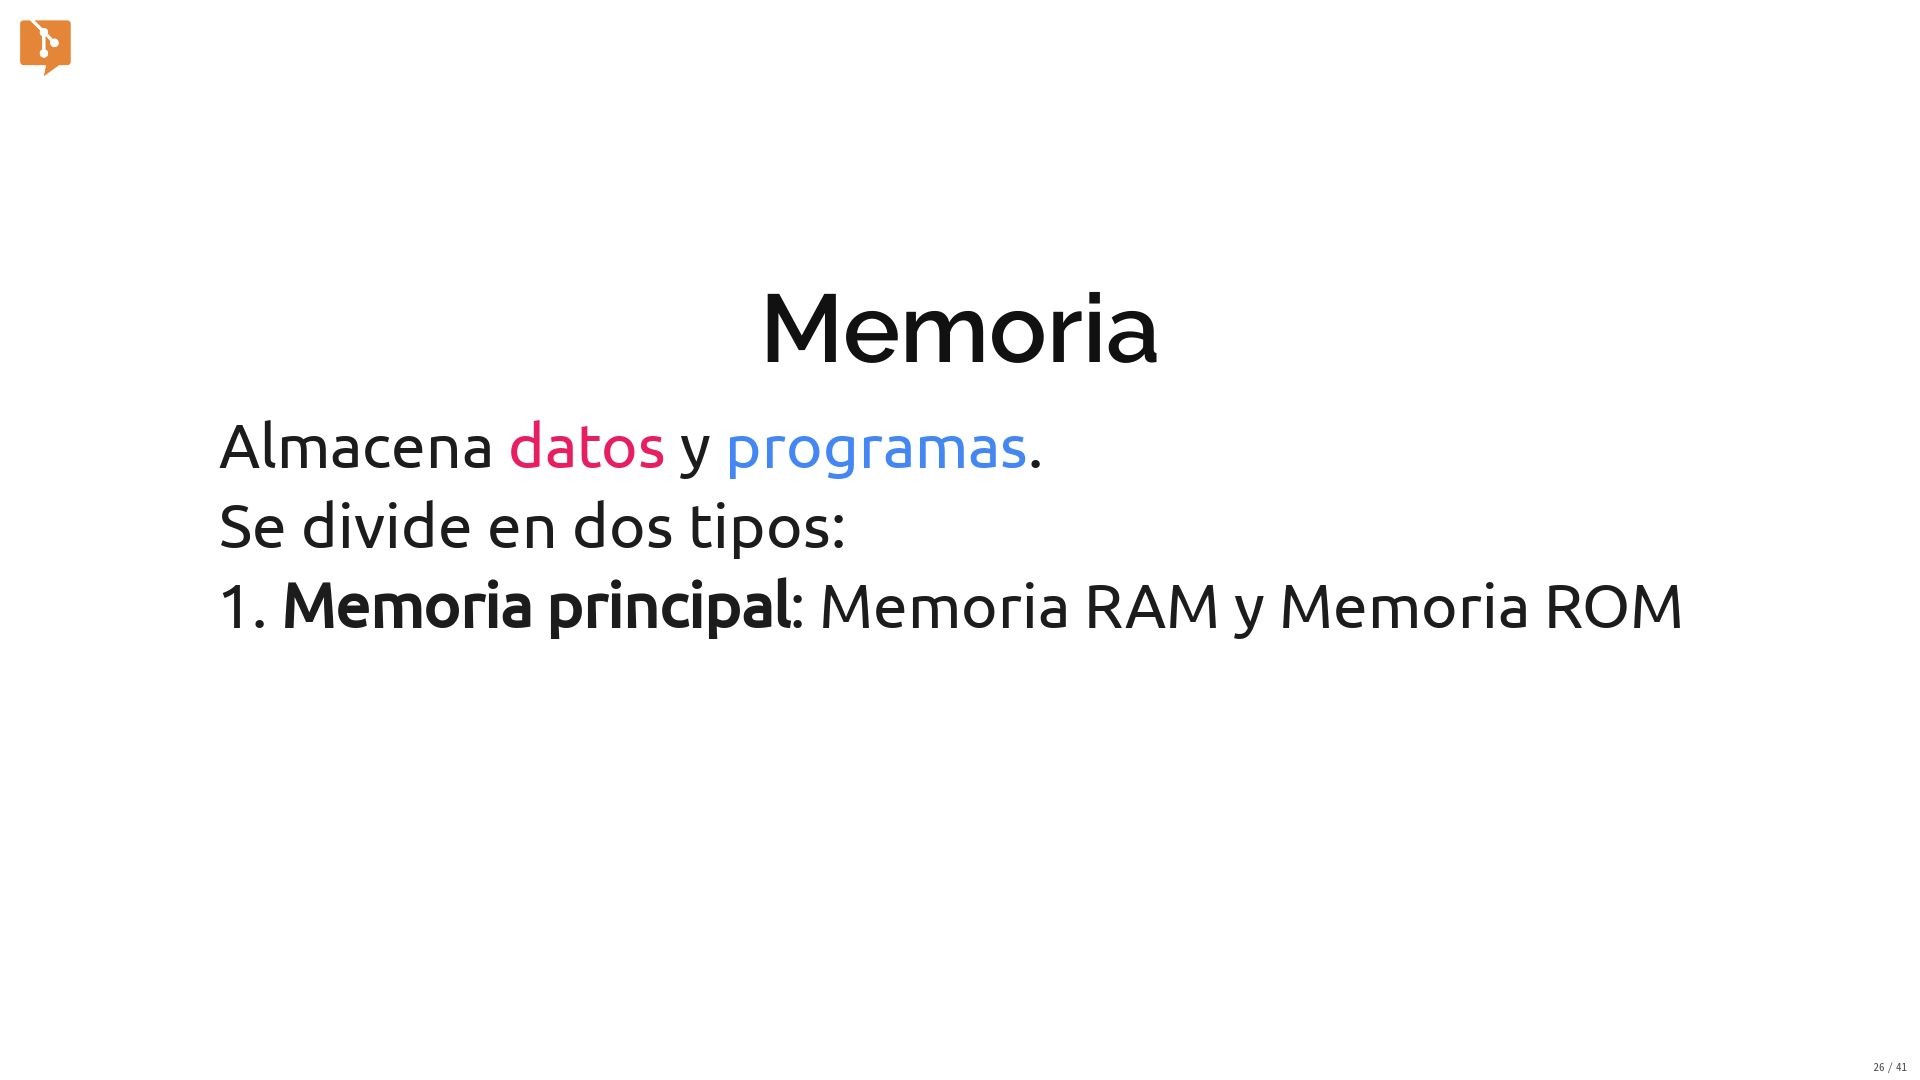 Memoria
Almacena datos y programas.
Se divide en dos tipos:
1. Memoria principal: Memoria RAM y Memoria ROM
26 / 41